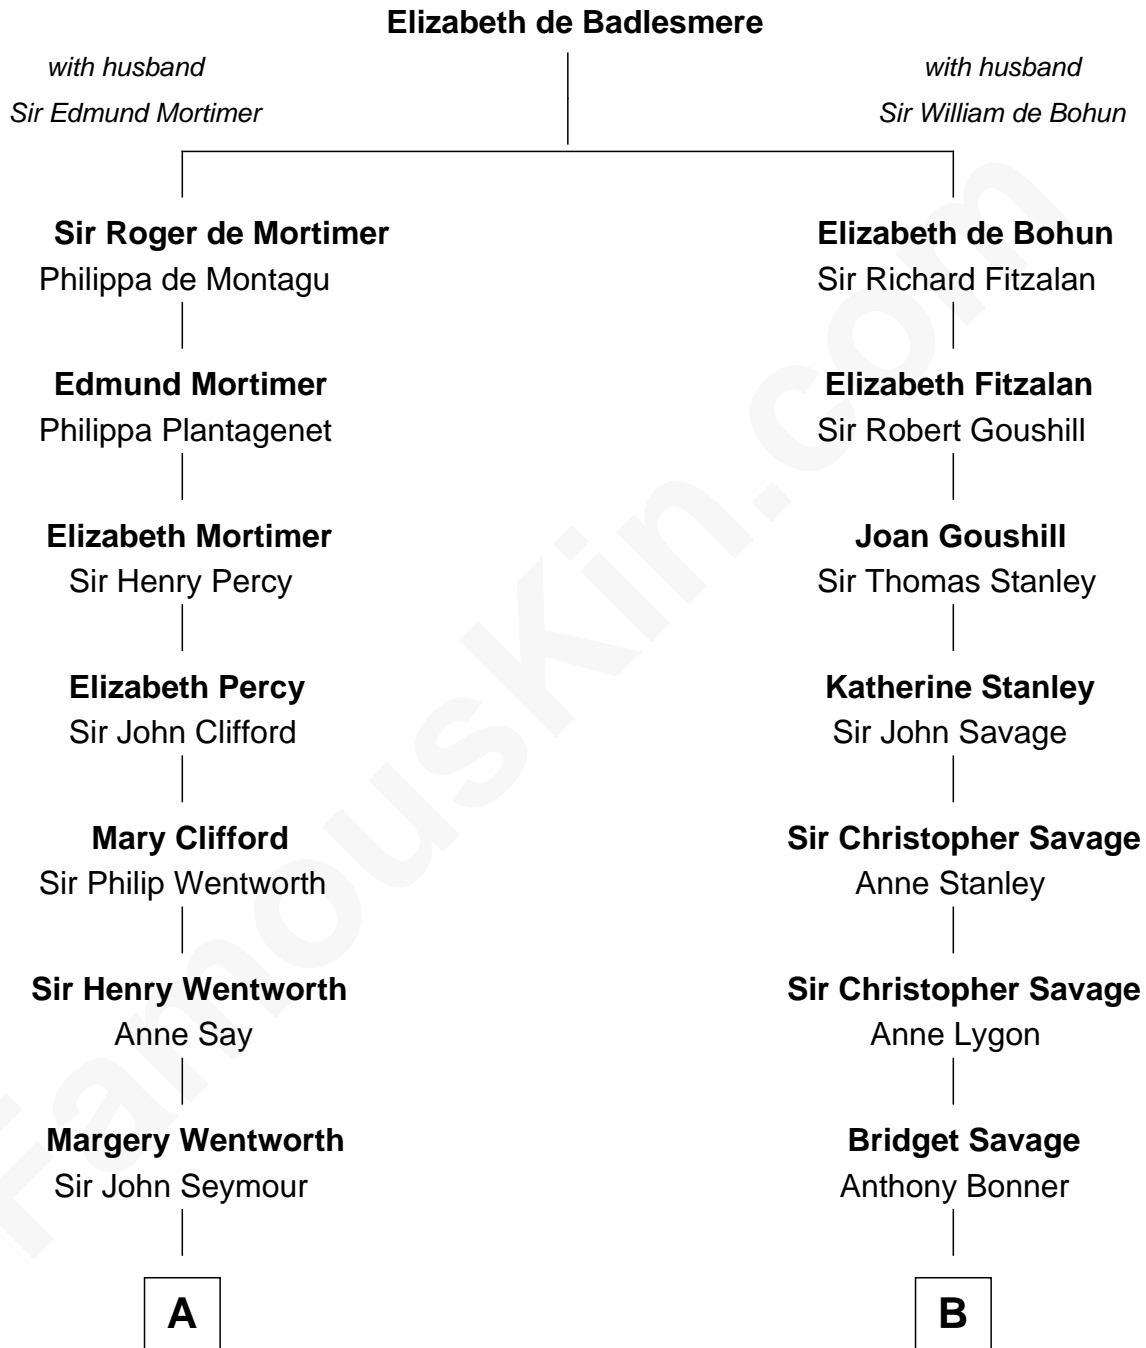 Elizabeth de Badlesmere
with husband
Sir Edmund Mortimer
with husband
Sir William de Bohun
Sir Roger de Mortimer
Philippa de Montagu
Elizabeth de Bohun
Sir Richard Fitzalan
Edmund Mortimer
Philippa Plantagenet
Elizabeth Fitzalan
Sir Robert Goushill
Elizabeth Mortimer
Sir Henry Percy
Joan Goushill
Sir Thomas Stanley
Elizabeth Percy
Sir John Clifford
Katherine Stanley
Sir John Savage
Mary Clifford
Sir Philip Wentworth
Sir Christopher Savage
Anne Stanley
Sir Henry Wentworth
Anne Say
Sir Christopher Savage
Anne Lygon
Margery Wentworth
Sir John Seymour
Bridget Savage
Anthony Bonner
A
B
FamousKin.com